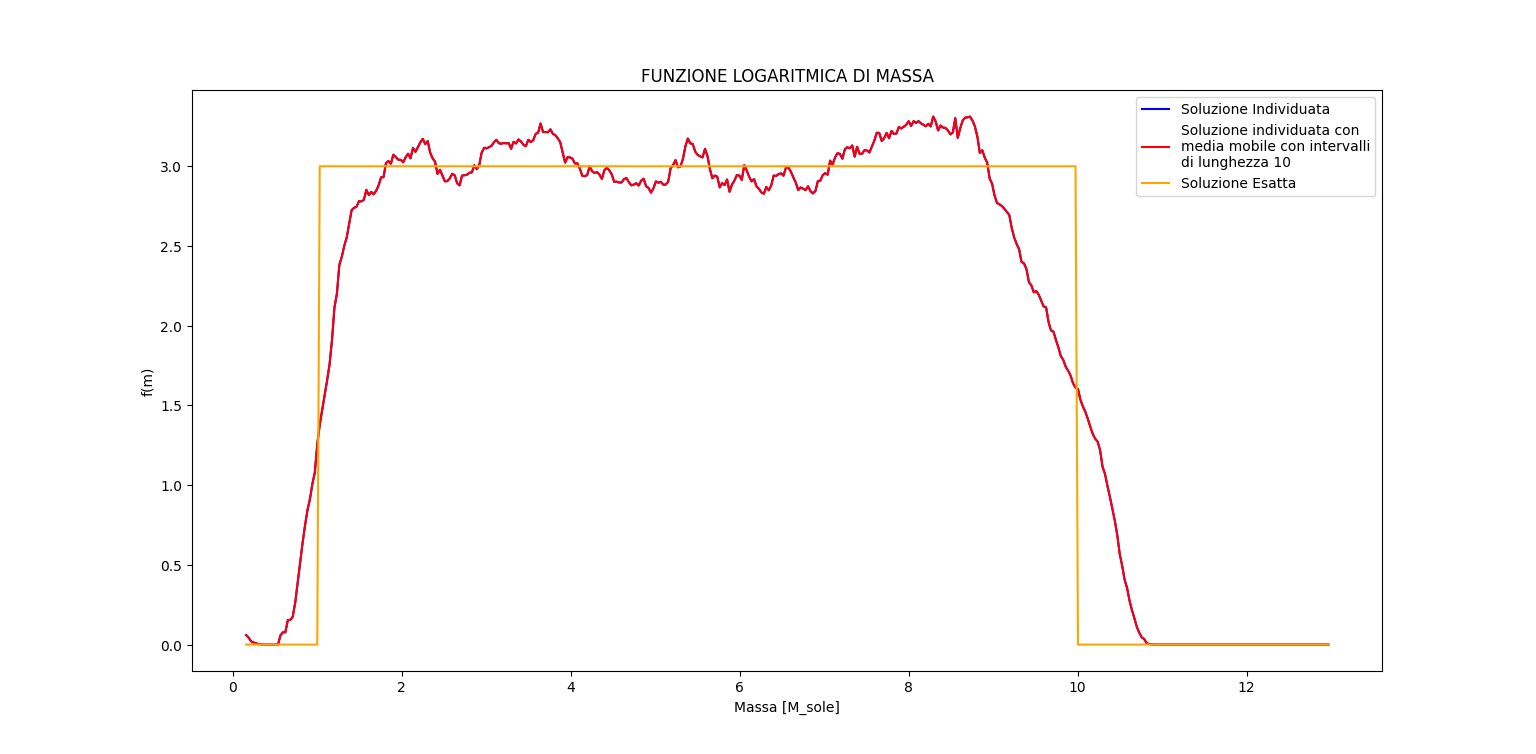 FUNZIONE LOGARITMICA DI MASSA
Soluzione Individuata
Soluzione individuata con
media mobile con intervalli
di lunghezza 10
Soluzione Esatta
f(m)
3.0
2.5
2.0
1.5
1.0
0.5
0.0
0 2 4 6 8 10 12
Massa [M_sole]